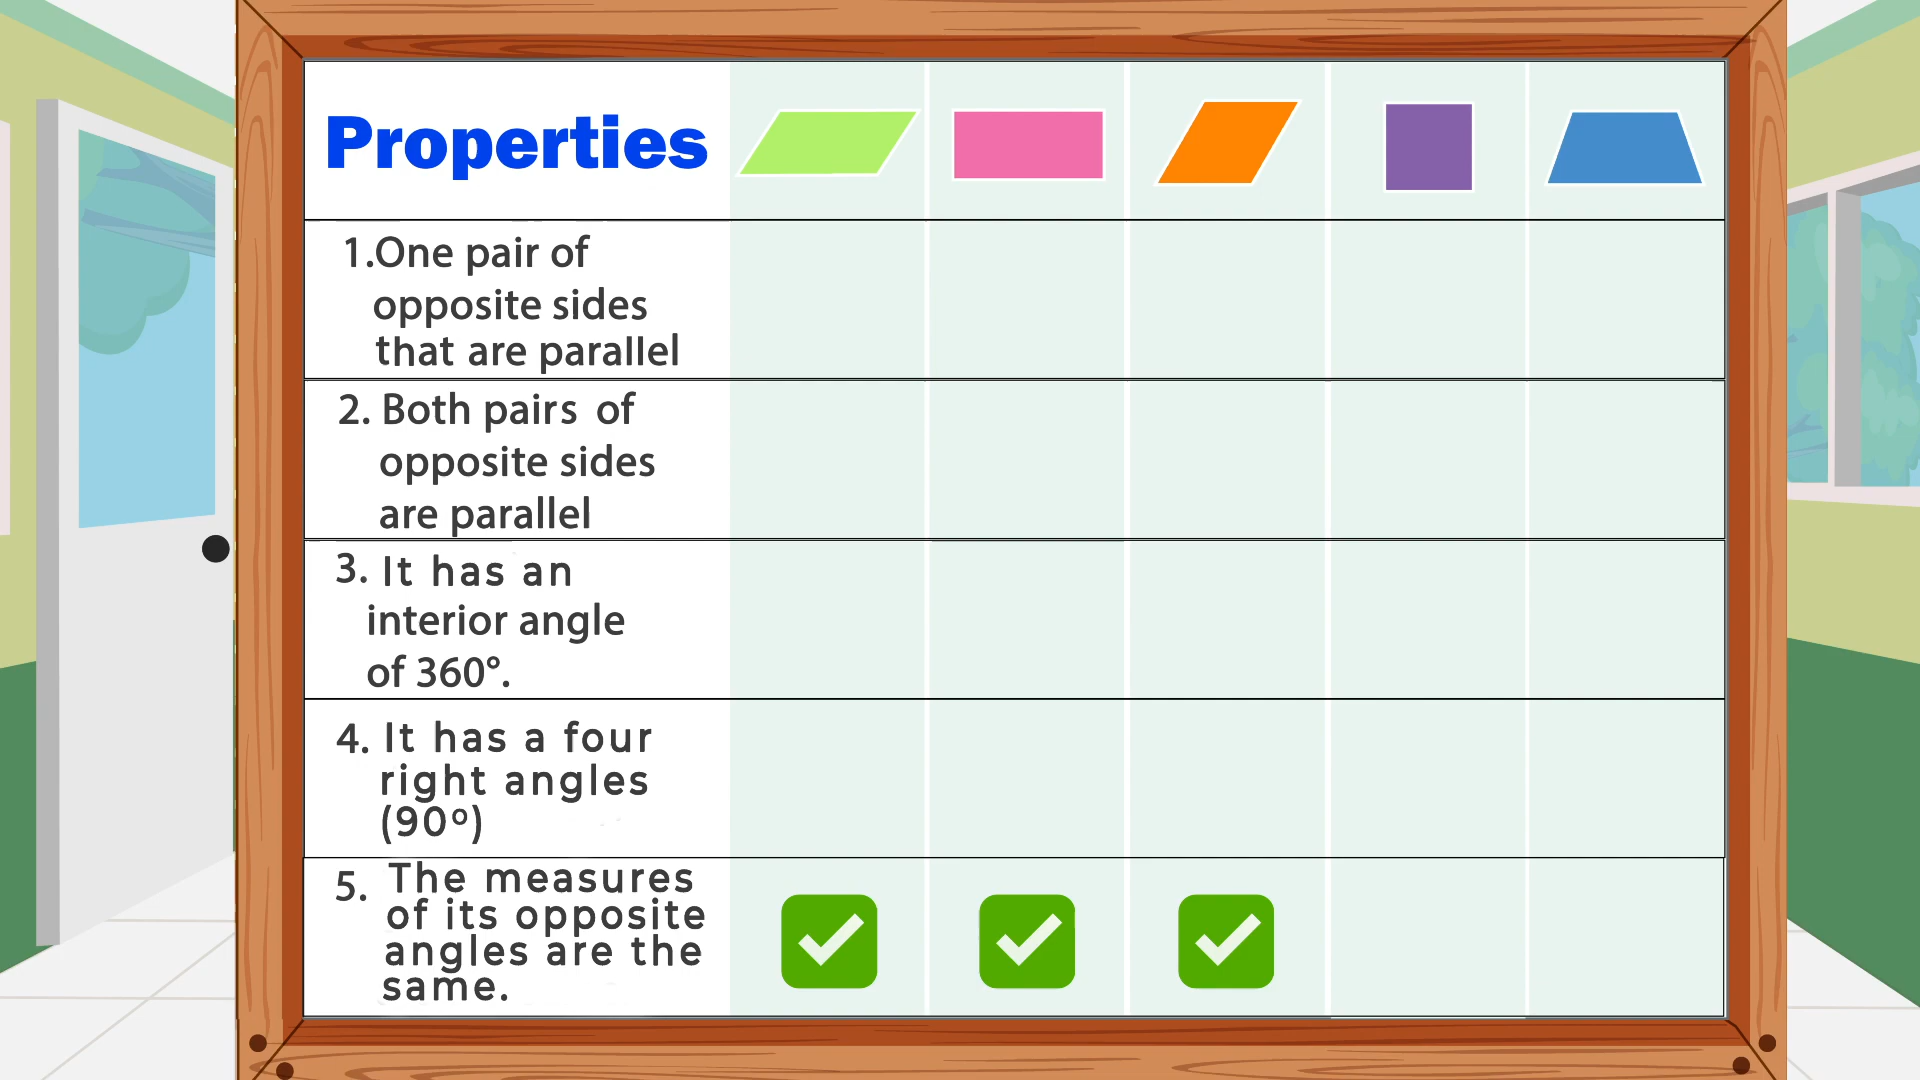 Properties
1.One pair of
opposite sides
that are parallel
2. Both pairs of
opposite sides
are parallel
3. It has an
interior angle
of 360°.
4. It has a four
right angles
(90º)
5. The measures
of its opposite
angles are the
same.